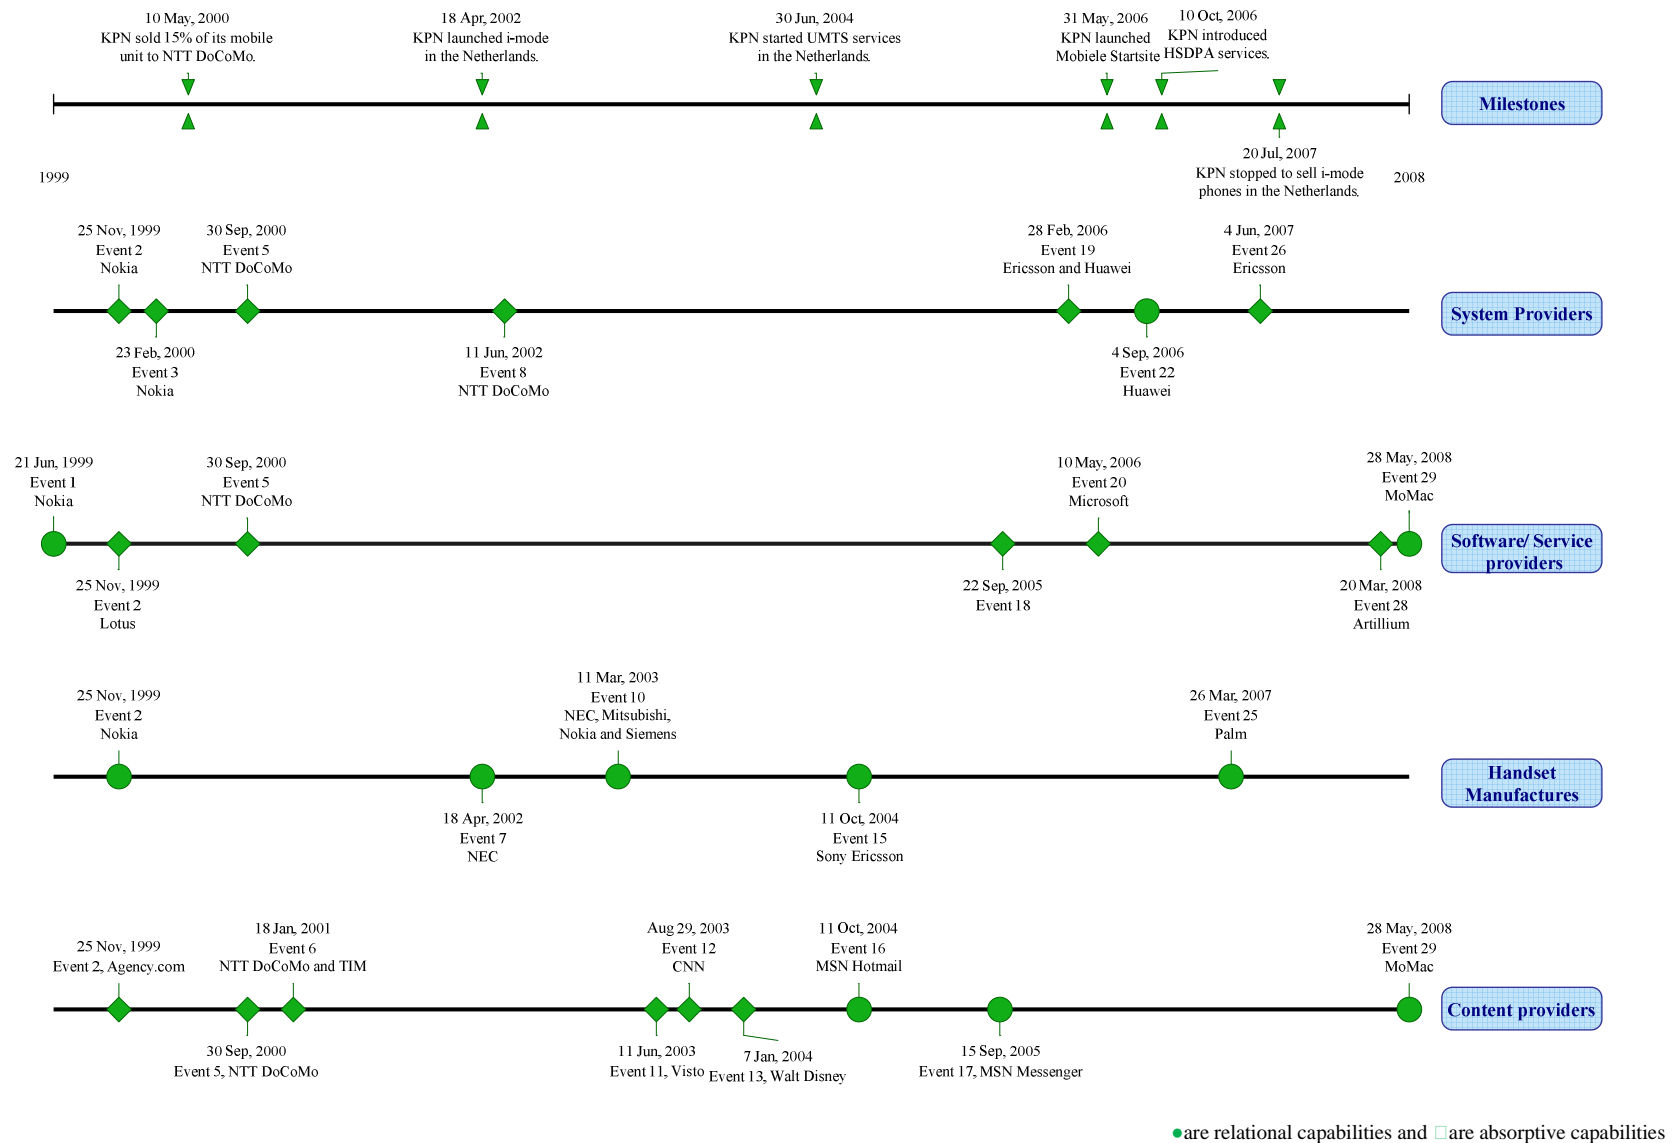 10 May, 2000
KPN sold 15% of its mobile
unit to NTT DoCoMo.
18 Apr, 2002
KPN launched i-mode
in the Netherlands.
30 Jun, 2004
KPN started UMTS services
in the Netherlands.
31 May, 2006
KPN launched
Mobiele Startsite
10 Oct, 2006
KPN introduced
HSDPA services.
Milestones
1999
20 Jul, 2007
KPN stopped to sell i-mode
phones in the Netherlands.
2008
25 Nov, 1999
Event 2
Nokia
30 Sep, 2000
Event 5
NTT DoCoMo
28 Feb, 2006
Event 19
Ericsson and Huawei
4 Jun, 2007
Event 26
Ericsson
System Providers
23 Feb, 2000
Event 3
Nokia
11 Jun, 2002
Event 8
NTT DoCoMo
4 Sep, 2006
Event 22
Huawei
21 Jun, 1999
Event 1
Nokia
30 Sep, 2000
Event 5
NTT DoCoMo
10 May, 2006
Event 20
Microsoft
28 May, 2008
Event 29
MoMac
Software/ Service
providers
25 Nov, 1999
Event 2
Lotus
22 Sep, 2005
Event 18
20 Mar, 2008
Event 28
Artillium
25 Nov, 1999
Event 2
Nokia
11 Mar, 2003
Event 10
NEC, Mitsubishi,
Nokia and Siemens
26 Mar, 2007
Event 25
Palm
Handset
Manufactures
18 Apr, 2002
Event 7
NEC
11 Oct, 2004
Event 15
Sony Ericsson
25 Nov, 1999
Event 2, Agency.com
18 Jan, 2001
Event 6
NTT DoCoMo and TIM
Aug 29, 2003
Event 12
CNN
11 Oct, 2004
Event 16
MSN Hotmail
28 May, 2008
Event 29
MoMac
Content providers
30 Sep, 2000
Event 5, NTT DoCoMo
11 Jun, 2003
Event 11, Visto
7 Jan, 2004
Event 13, Walt Disney
15 Sep, 2005
Event 17, MSN Messenger
●are relational capabilities and □are absorptive capabilities